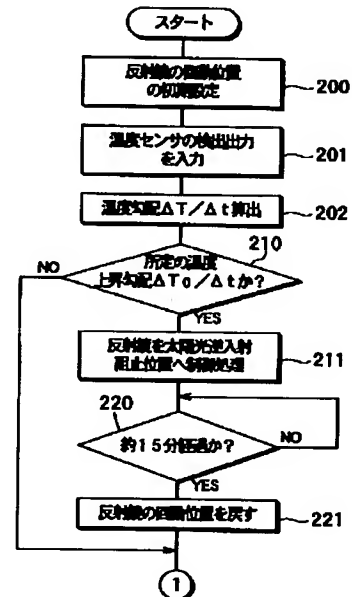 スタート
反射鏡の回動位置
の初期設定
200
温度センサの検出出力
を入力
201
温度勾配ΔT/Δt算出
202
210
所定の温度
上昇勾配ΔT₀/Δtか?
NO
YES
反射鏡を太陽光逆入射
阻止位置へ制御処理
211
220
約15分経過か?
NO
YES
反射鏡の回動位置を戻す
221
1